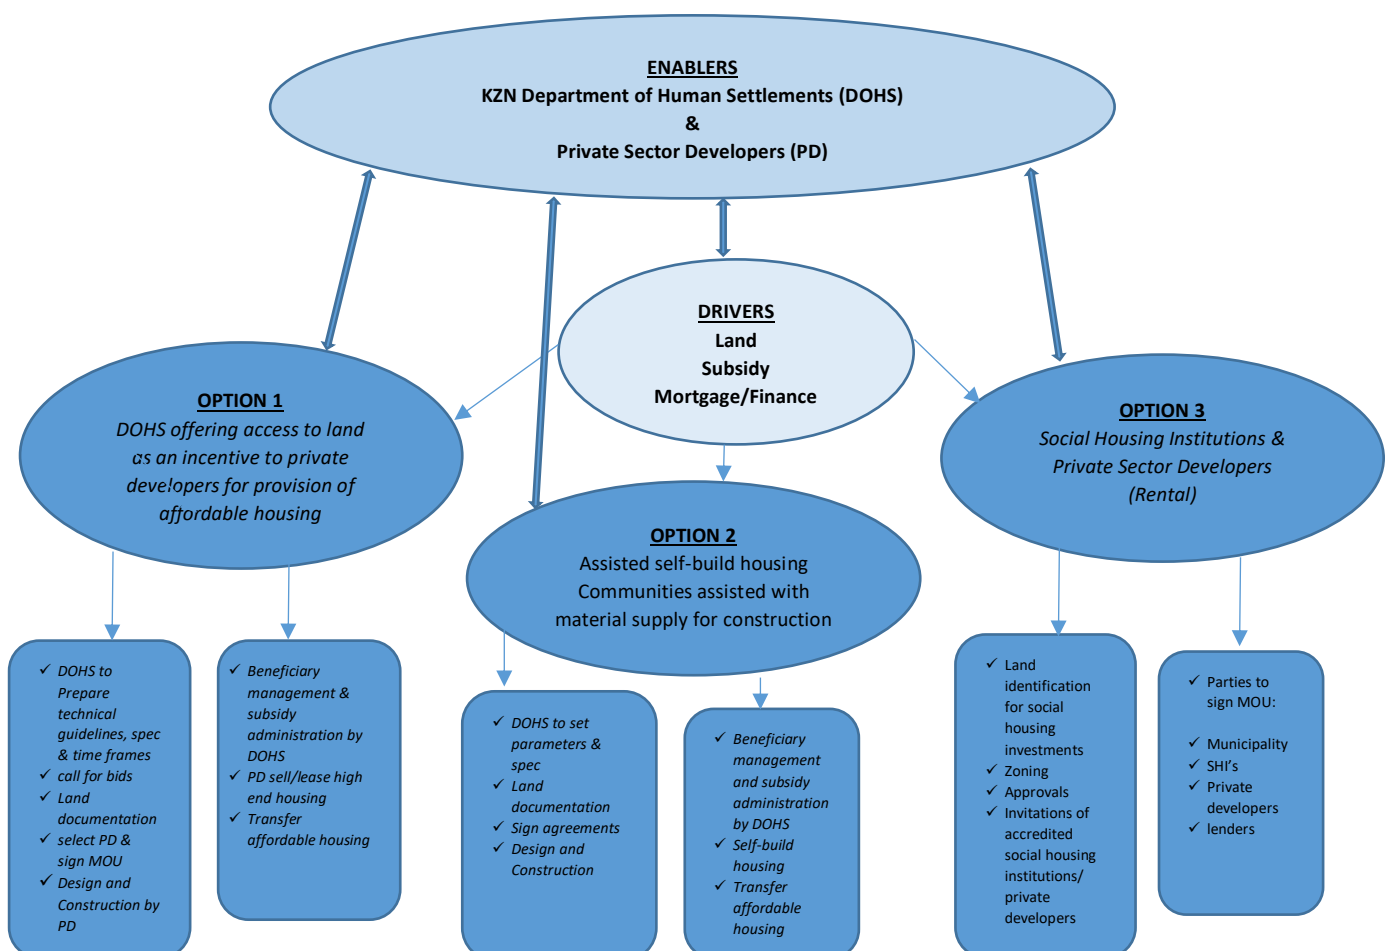 ENABLERS
KZN Department of Human Settlements (DOHS)
&
Private Sector Developers (PD)
DRIVERS
Land
Subsidy
Mortgage/Finance
OPTION 1
DOHS offering access to land
as an incentive to private
developers for provision of
affordable housing
OPTION 2
Assisted self-build housing
Communities assisted with
material supply for construction
OPTION 3
Social Housing Institutions &
Private Sector Developers
(Rental)
✓ DOHS to
Prepare
technical
guidelines, spec
& time frames
✓ call for bids
✓ Land
documentation
✓ select PD &
sign MOU
✓ Design and
Construction by
PD
✓ Beneficiary
management &
subsidy
administration by
DOHS
✓ PD sell/lease high
end housing
✓ Transfer
affordable housing
✓ DOHS to set
parameters &
spec
✓ Land
documentation
✓ Sign agreements
✓ Design and
Construction
✓ Beneficiary
management
and subsidy
administration
by DOHS
✓ Self-build
housing
✓ Transfer
affordable
housing
✓ Land
identification
for social
housing
investments
✓ Zoning
✓ Approvals
✓ Invitations of
accredited
social housing
institutions/
private
developers
✓ Parties to
sign MOU:
✓ Municipality
✓ SHI's
✓ Private
developers
✓ lenders